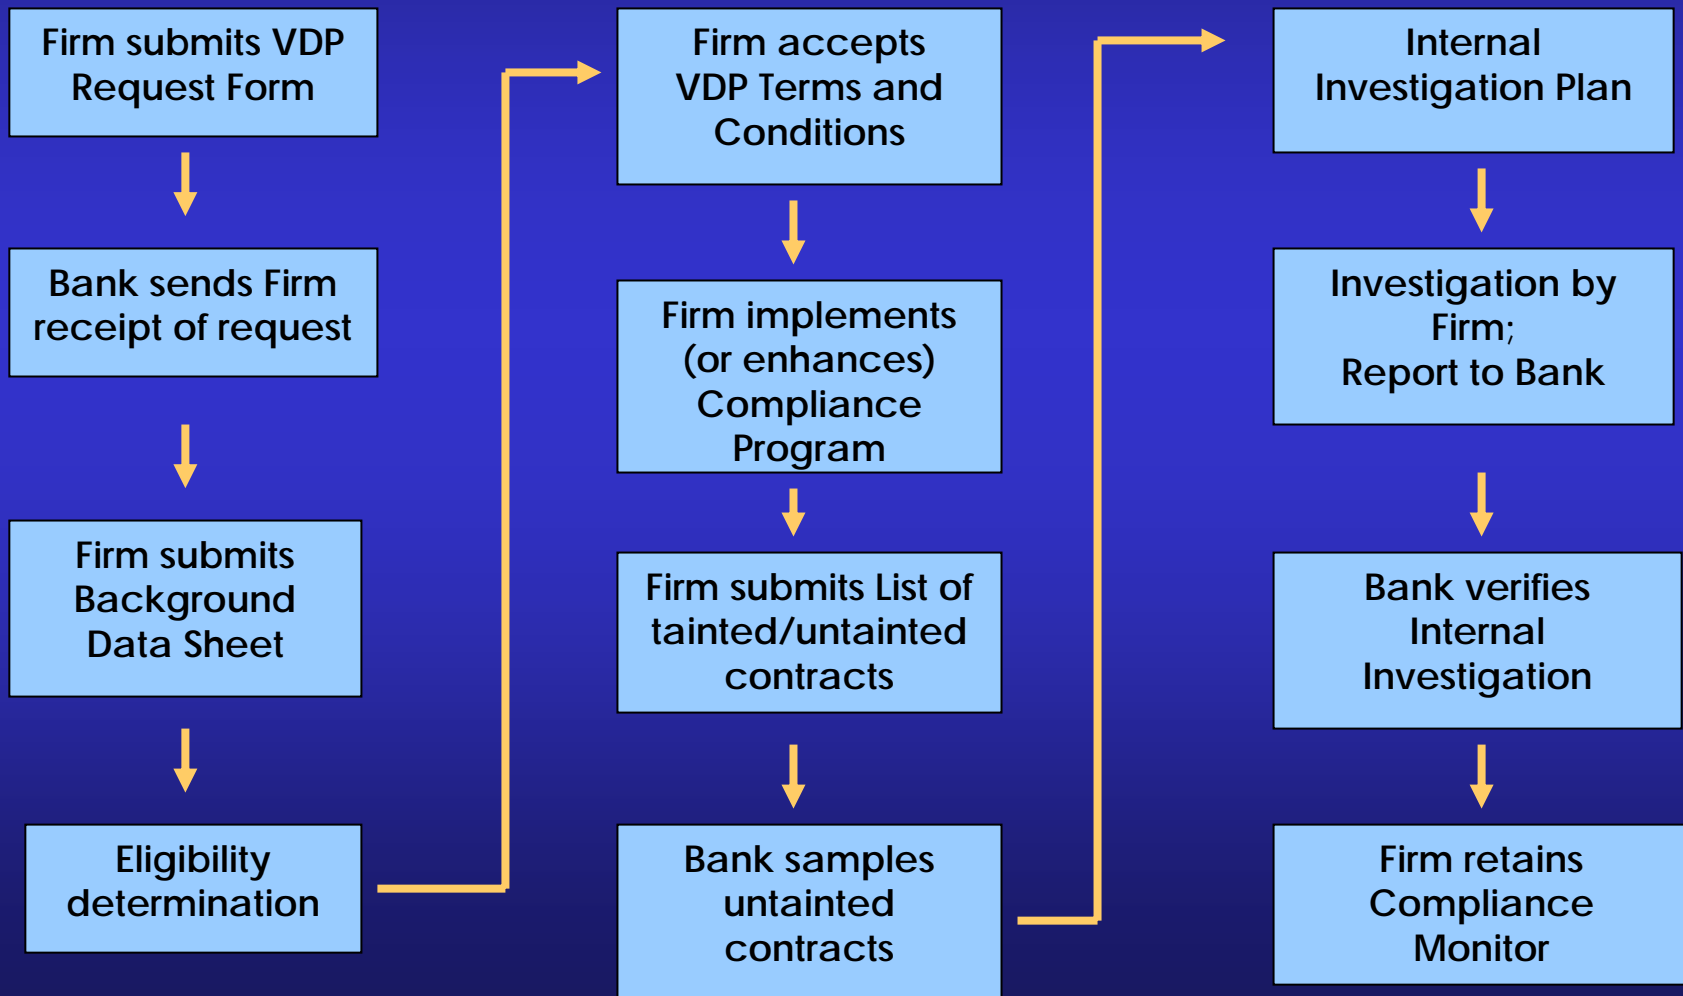 Firm submits VDP
Request Form
Bank sends Firm
receipt of request
Firm submits
Background
Data Sheet
Eligibility
determination
Firm accepts
VDP Terms and
Conditions
Firm implements
(or enhances)
Compliance
Program
Firm submits List of
tainted/untainted
contracts
Bank samples
untainted
contracts
Internal
Investigation Plan
Investigation by
Firm;
Report to Bank
Bank verifies
Internal
Investigation
Firm retains
Compliance
Monitor